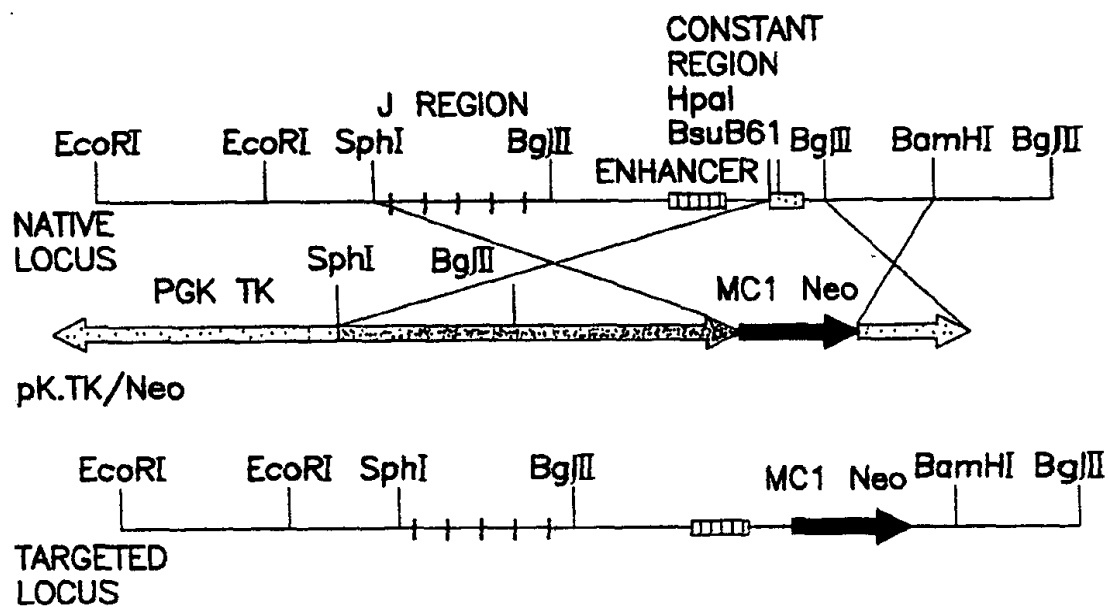 CONSTANT
REGION
HpaI
BsuB61
J REGION
EcoRI EcoRI SphI BglII BglII BamHI BglII
ENHANCER
NATIVE
LOCUS
SphI BglII
PGK TK MC1 Neo
pK.TK/Neo
EcoRI EcoRI SphI BglII MC1 Neo BamHI BglII
TARGETED
LOCUS